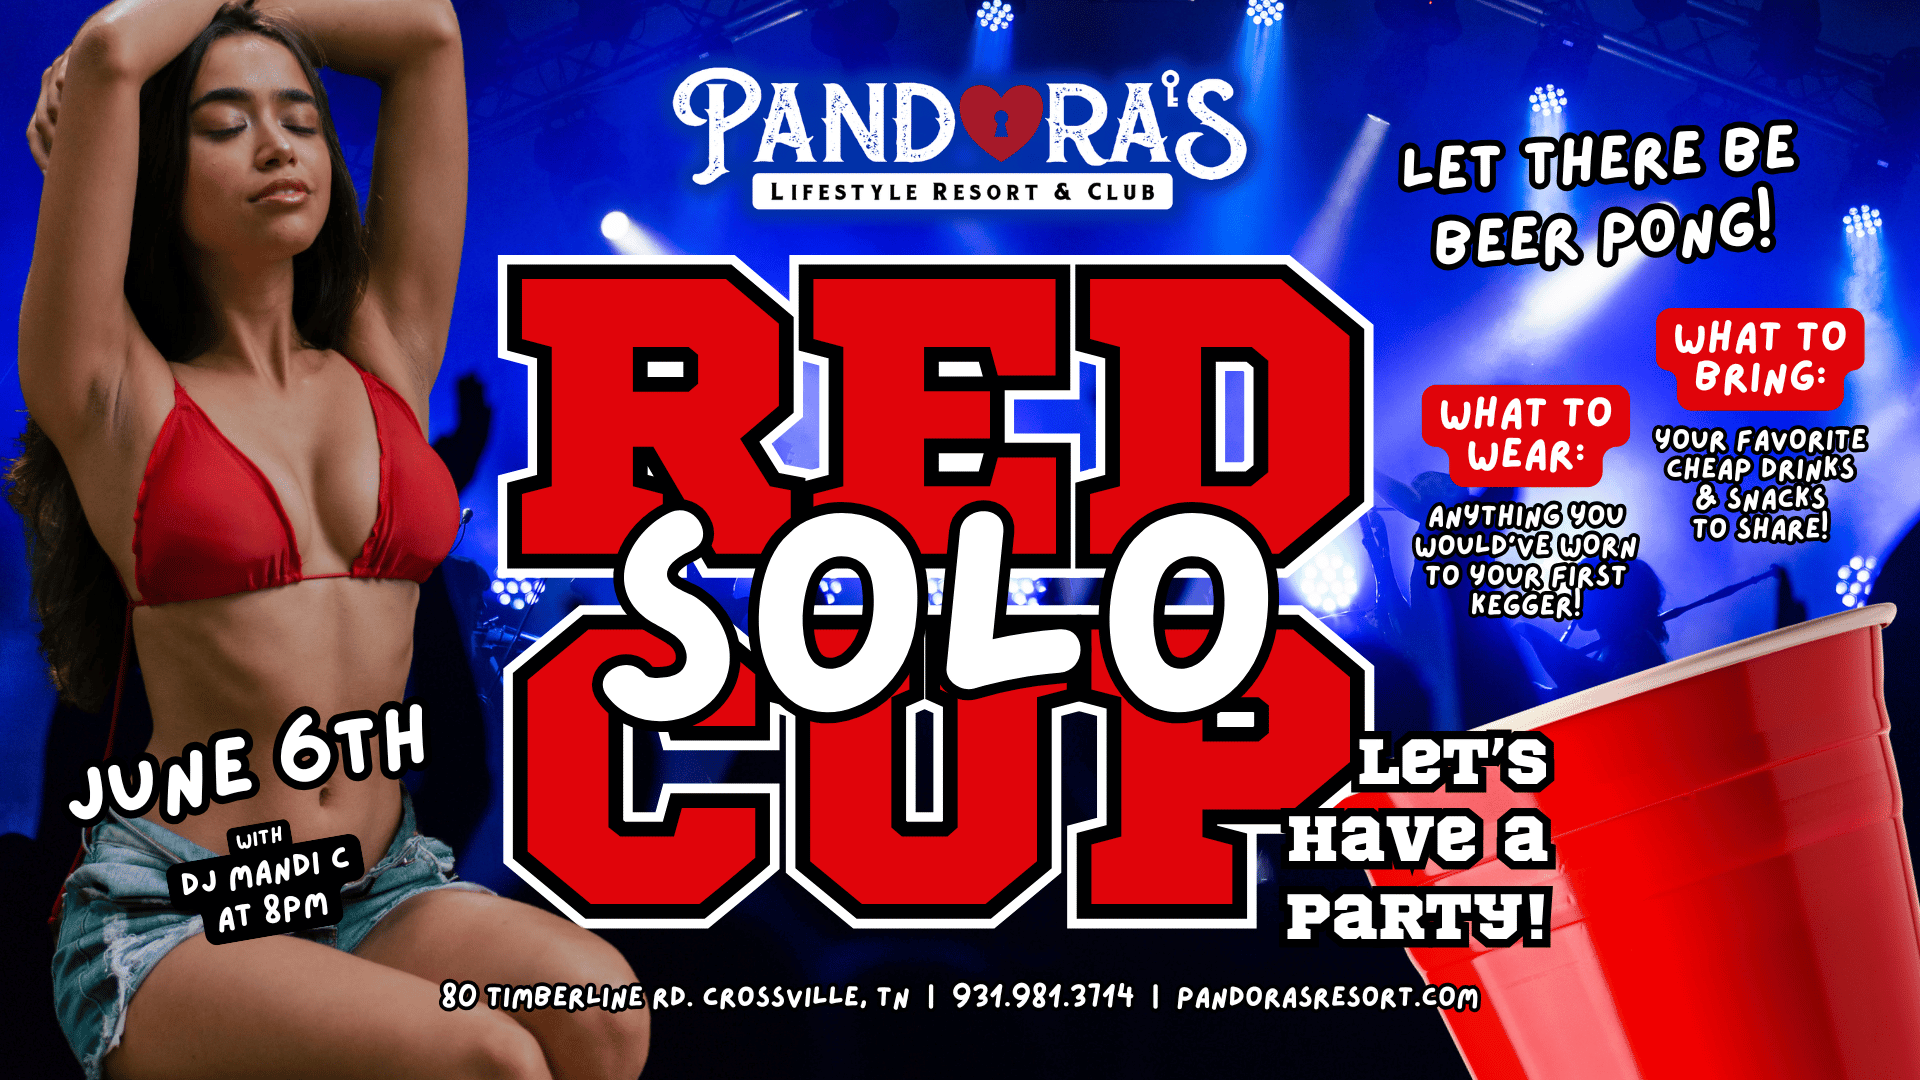 PANDORA'S
LIFESTYLE RESORT & CLUB
LET THERE BE
BEER PONG!
RED
SOLO
CUP
WHAT TO
WEAR:
ANYTHING YOU
WOULD'VE WORN
TO YOUR FIRST
KEGGER!
WHAT TO
BRING:
YOUR FAVORITE
CHEAP DRINKS
& SNACKS
TO SHARE!
JUNE 6TH
WITH
DJ MANDI C
AT 8PM
LET'S
HAVE A
PARTY!
80 TIMBERLINE RD. CROSSVILLE, TN | 931.981.3714 | PANDORASRESORT.COM